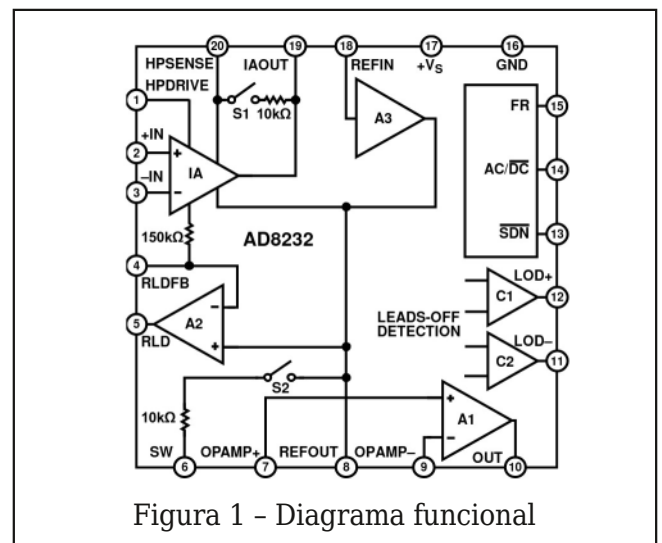 20 19 18 17 16
HPSENSE IAOUT REFIN +VS GND
HPDRIVE
1 S1 10kΩ A3 FR 15
+IN
2 + IA AC/DC 14
–IN
3 –
150kΩ AD8232 SDN 13
4
RLDFB LOD+
– C1 12
5 A2 LEADS-OFF
RLD DETECTION LOD–
+ C2 11
S2
10kΩ + A1
SW OPAMP+ REFOUT OPAMP– – OUT
6 7 8 9 10
Figura 1 – Diagrama funcional